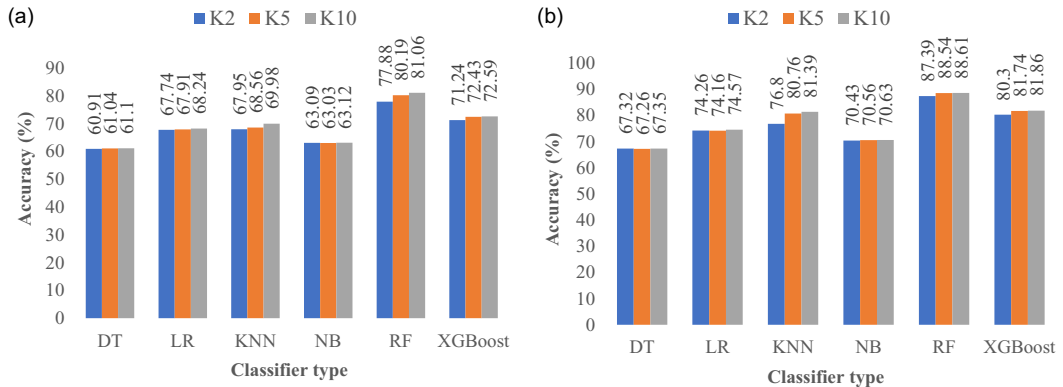 (a)
K2 K5 K10
Accuracy (%)
90
80
70
60
50
40
30
20
10
0
60.91 61.04 61.1
67.74 67.91 68.24
67.95 68.56 69.98
63.09 63.03 63.12
77.88 80.19 81.06
71.24 72.43 72.59
DT LR KNN NB RF XGBoost
Classifier type
(b)
K2 K5 K10
Accuracy (%)
100
90
80
70
60
50
40
30
20
10
0
67.32 67.26 67.35
74.26 74.16 74.57
76.8 80.76 81.39
70.43 70.56 70.63
87.39 88.54 88.61
80.3 81.74 81.86
DT LR KNN NB RF XGBoost
Classifier type